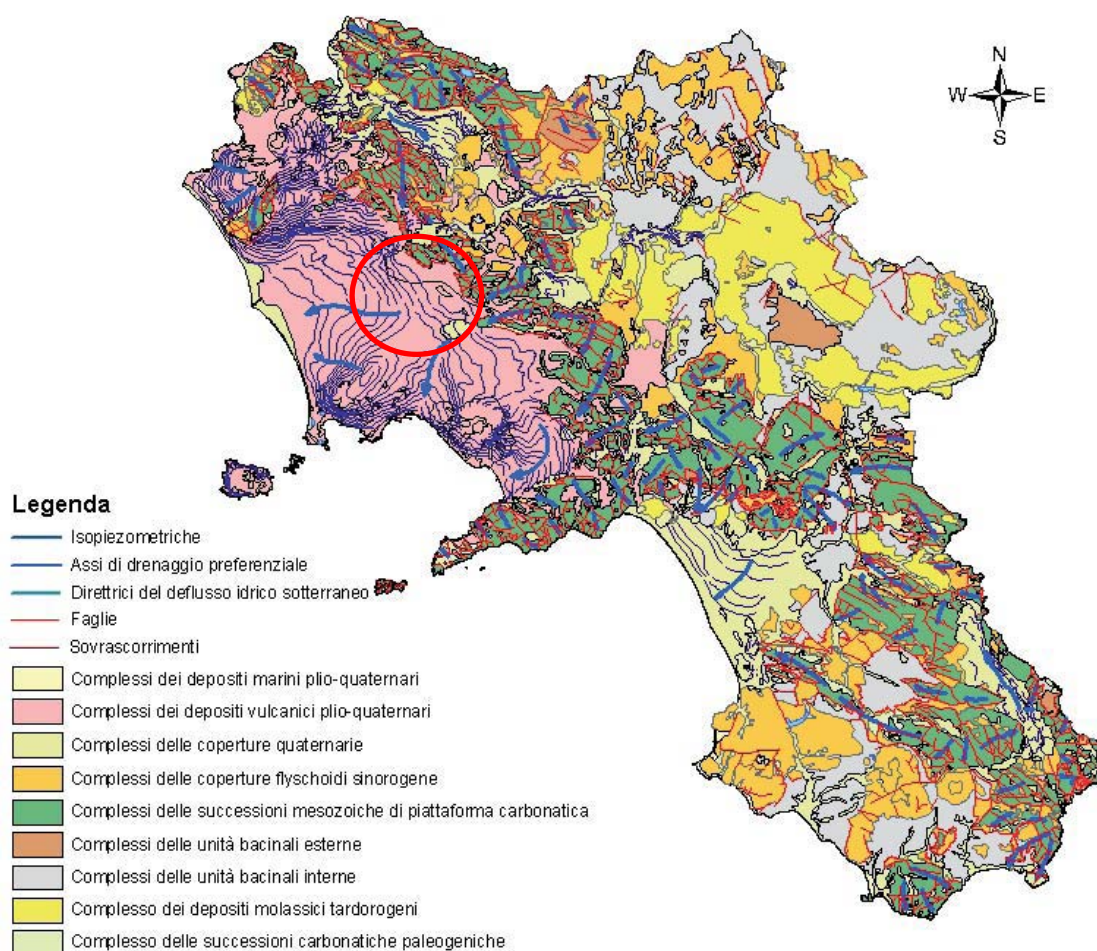 N
W E
S
Legenda
Isopiezometriche
Assi di drenaggio preferenziale
Direttrici del deflusso idrico sotterraneo
Faglie
Sovrascorrimenti
Complessi dei depositi marini plio-quaternari
Complessi dei depositi vulcanici plio-quaternari
Complessi delle coperture quaternarie
Complessi delle coperture flyschoidi sinorogene
Complessi delle successioni mesozoiche di piattaforma carbonatica
Complessi delle unità bacinali esterne
Complessi delle unità bacinali interne
Complesso dei depositi molassici tardorogeni
Complesso delle successioni carbonatiche paleogeniche